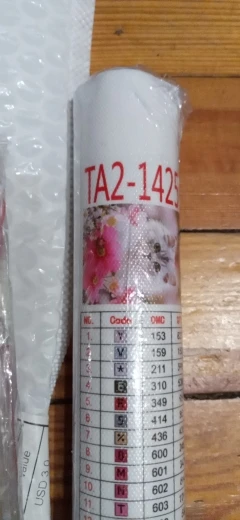 TA2-1425
NO. Code DMC
1. Y 153
2. V 159
3. ★ 211
4. E 310
5. R 349
6. S 414
7. % 436
8. B 600
9. M 601
10 N 602
11 T 603
Value
USD 3.0